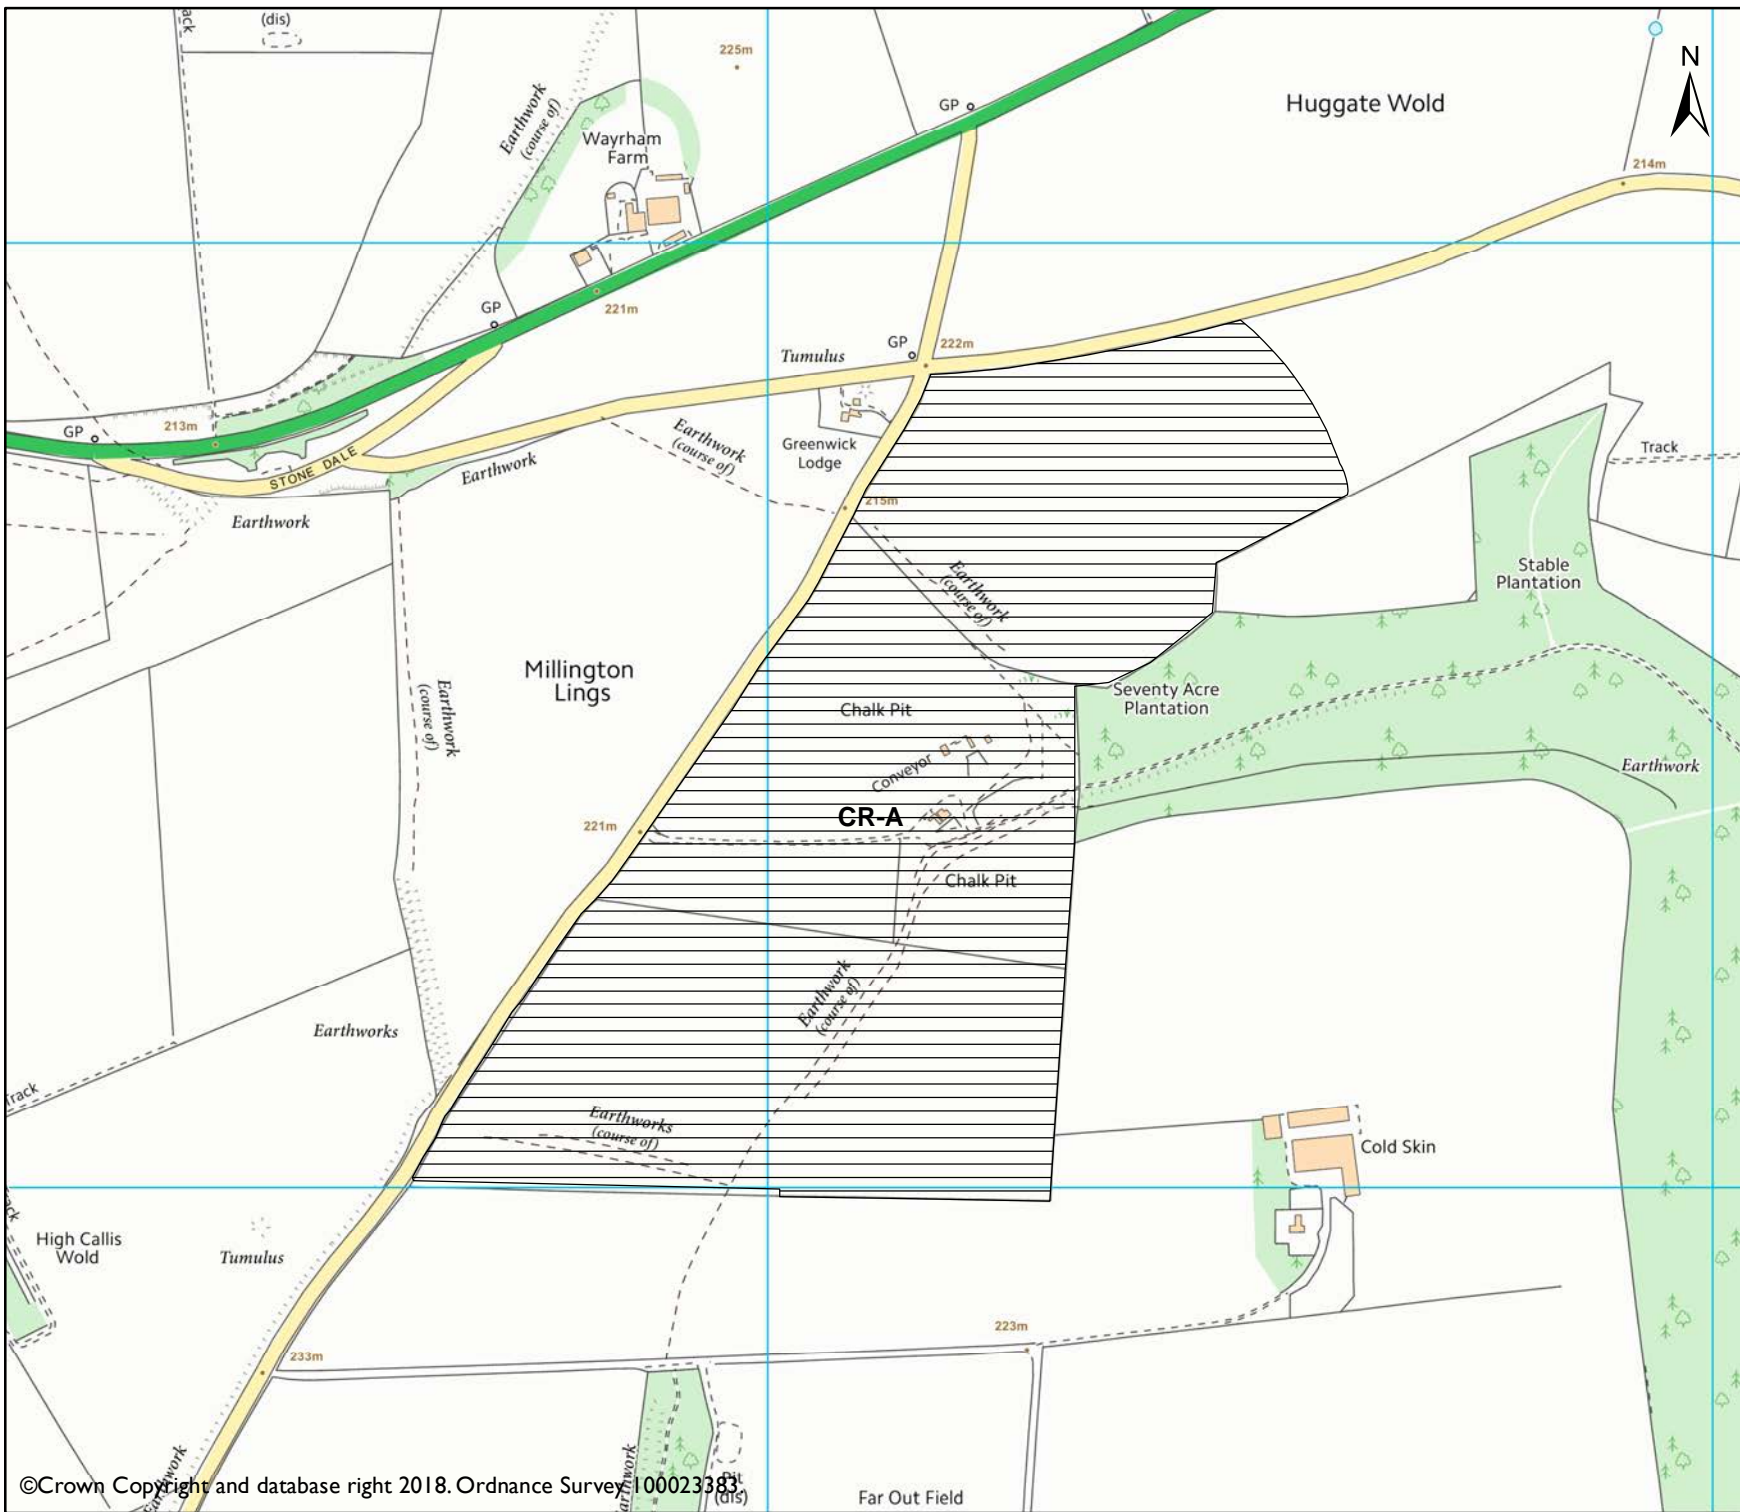 ack
(dis)
225m
N
GP
Huggate Wold
Earthwork
(course of)
Wayrham
Farm
214m
GP
221m
GP
222m
Tumulus
GP
213m
STONE DALE
Earthwork
(course of)
Greenwick
Lodge
Earthwork
Earthwork
215m
Track
Earthwork
(course of)
Stable
Plantation
Millington
Lings
Earthwork
(course of)
Seventy Acre
Plantation
Chalk Pit
Conveyor
Earthwork
CR-A
221m
Chalk Pit
Earthwork
(course of)
Earthworks
Track
Earthworks
(course of)
Cold Skin
ack
High Callis
Wold
Tumulus
223m
233m
Earthwork
Earthwork
Pit
(dis)
Far Out Field
©Crown Copyright and database right 2018. Ordnance Survey 100023383.